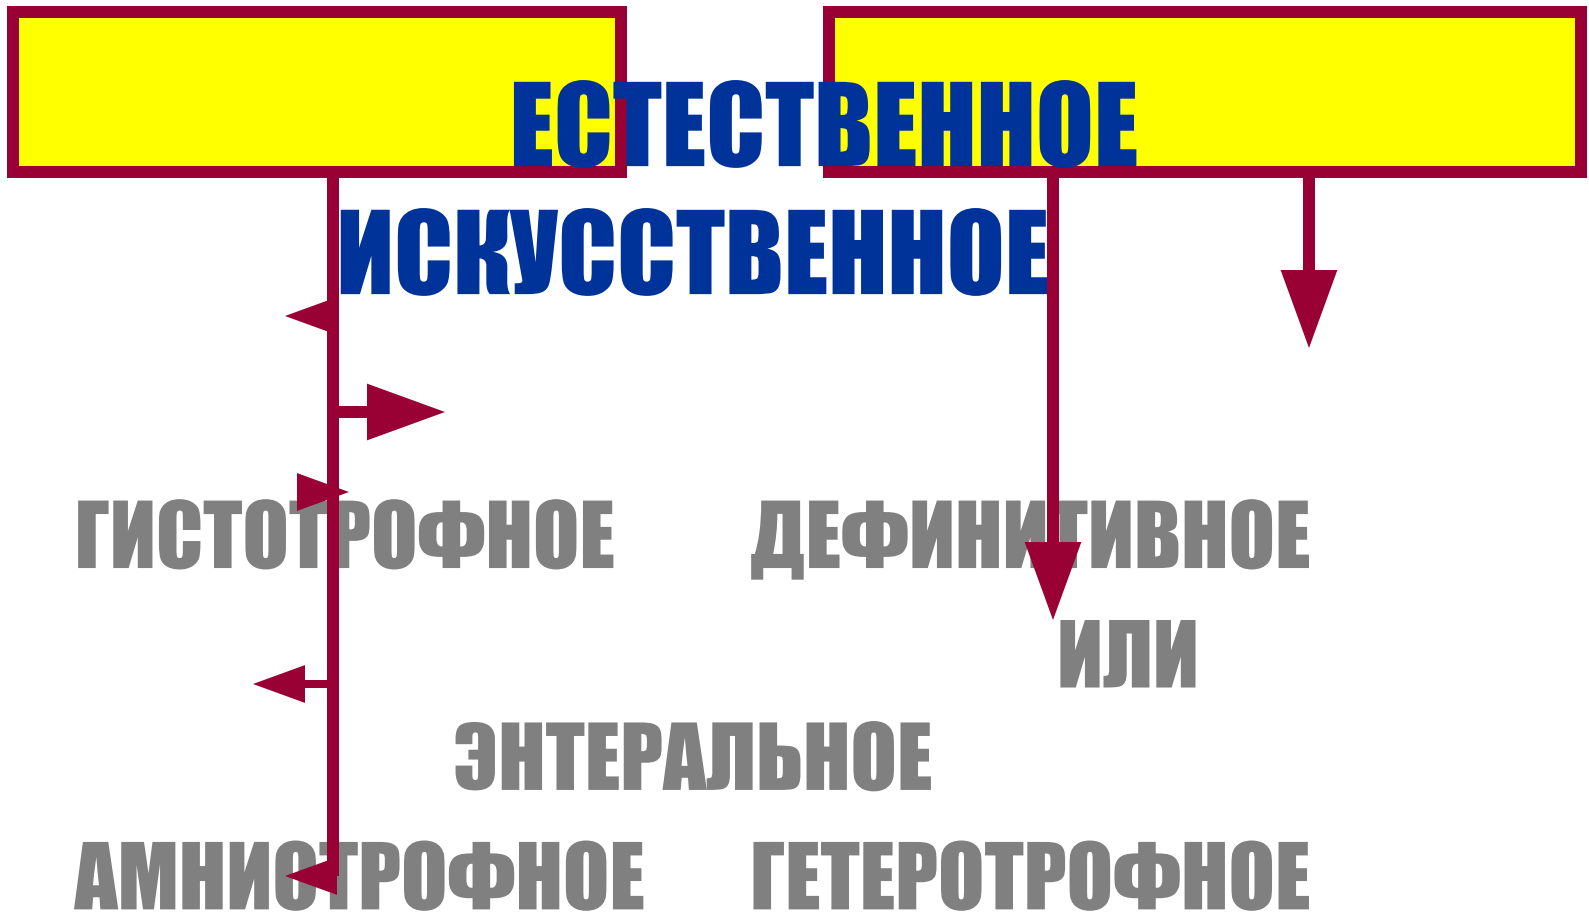 ЕСТЕСТВЕННОЕ
ИСКУССТВЕННОЕ
ГИСТОТРОФНОЕ ДЕФИНИТИВНОЕ
ИЛИ
ЭНТЕРАЛЬНОЕ
АМНИОТРОФНОЕ ГЕТЕРОТРОФНОЕ